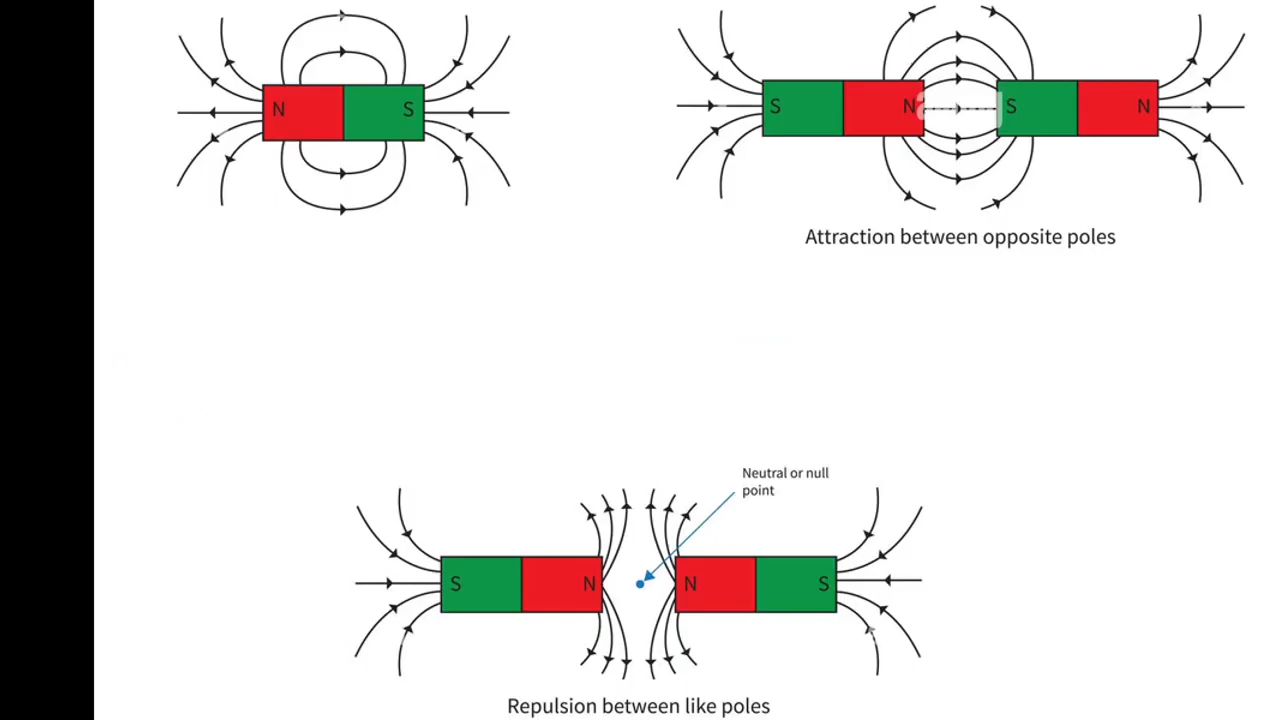 N S
S N S N
Attraction between opposite poles
Neutral or null
point
S N N S
Repulsion between like poles